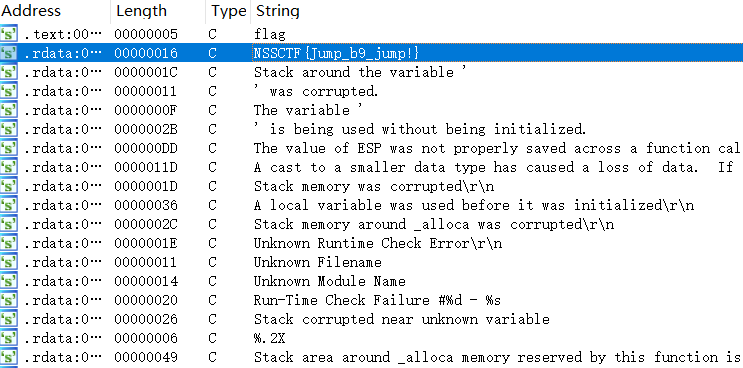 Address Length Type String
's' .text:00… 00000005 C flag
's' .rdata:0… 00000016 C NSSCTF{Jump_b9_jump!}
's' .rdata:0… 0000001C C Stack around the variable '
's' .rdata:0… 00000011 C ' was corrupted.
's' .rdata:0… 0000000F C The variable '
's' .rdata:0… 0000002B C ' is being used without being initialized.
's' .rdata:0… 000000DD C The value of ESP was not properly saved across a function cal
's' .rdata:0… 0000011D C A cast to a smaller data type has caused a loss of data.  If
's' .rdata:0… 0000001D C Stack memory was corrupted\r\n
's' .rdata:0… 00000036 C A local variable was used before it was initialized\r\n
's' .rdata:0… 0000002C C Stack memory around _alloca was corrupted\r\n
's' .rdata:0… 0000001E C Unknown Runtime Check Error\r\n
's' .rdata:0… 00000011 C Unknown Filename
's' .rdata:0… 00000014 C Unknown Module Name
's' .rdata:0… 00000020 C Run-Time Check Failure #%d - %s
's' .rdata:0… 00000026 C Stack corrupted near unknown variable
's' .rdata:0… 00000006 C %.2X
's' .rdata:0… 00000049 C Stack area around _alloca memory reserved by this function is